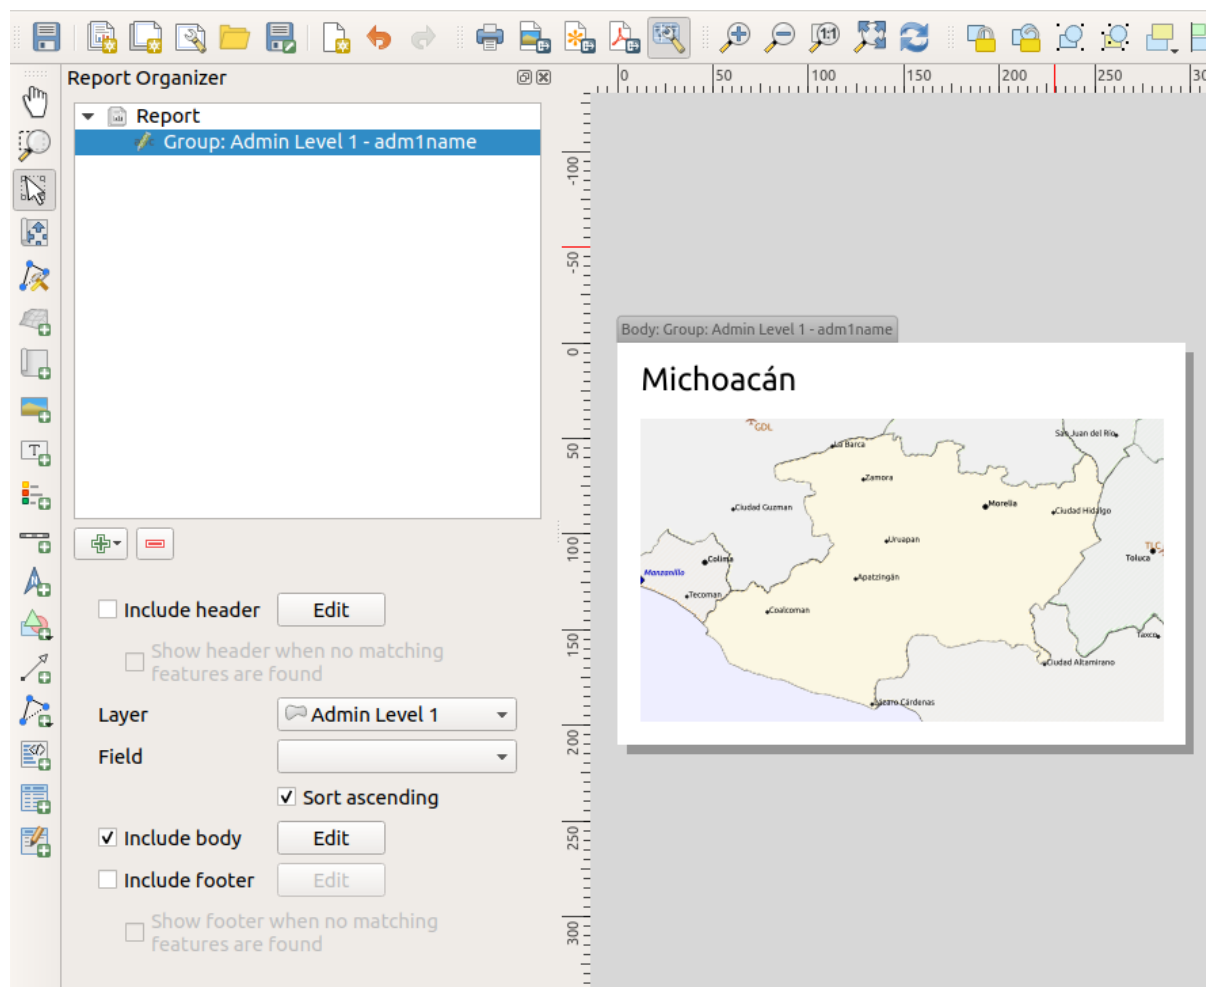 1:1
Report Organizer
0 50 100 150 200 250 30
Report
Group: Admin Level 1 - adm1name
-100
-50
0
50
100
150
200
250
300
Body: Group: Admin Level 1 - adm1name
Michoacán
GDL
San Juan del Río
La Barca
Zamora
Ciudad Guzman
Morelia
Ciudad Hidalgo
Uruapan
TLC
Colima
Toluca
Manzanillo
Apatzingán
Tecoman
Coalcoman
Taxco
Ciudad Altamirano
Lázaro Cárdenas
Include header
Edit
Show header when no matching
features are found
Layer
Admin Level 1
Field
Sort ascending
Include body
Edit
Include footer
Edit
Show footer when no matching
features are found